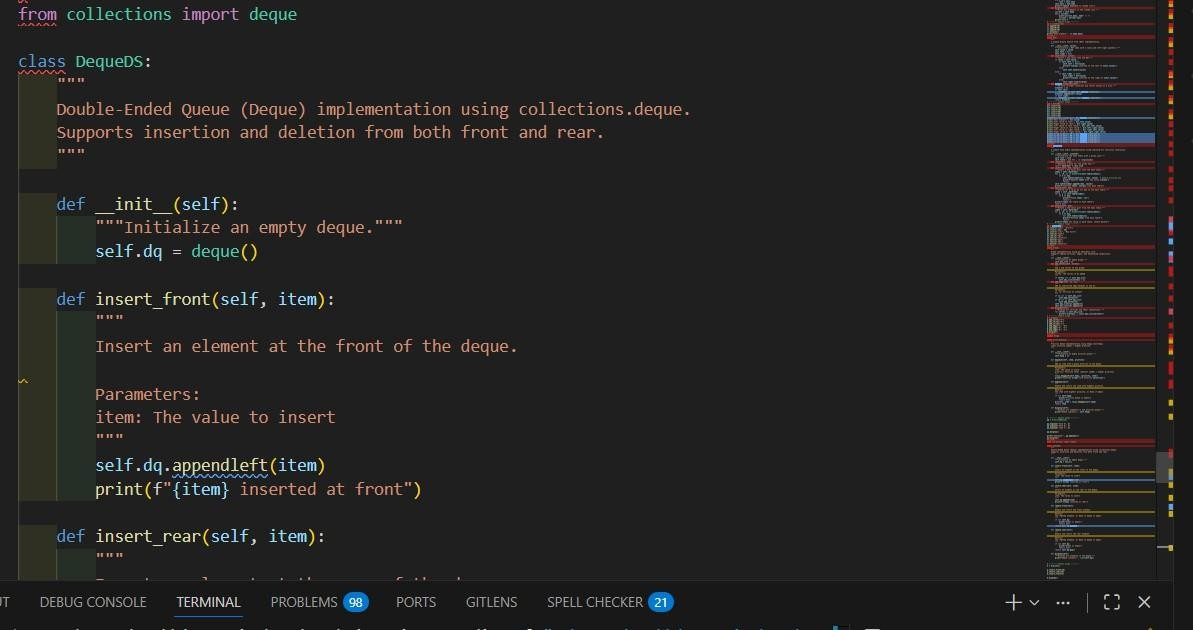 from collections import deque
class DequeDS:
"""
Double-Ended Queue (Deque) implementation using collections.deque.
Supports insertion and deletion from both front and rear.
"""
def __init__(self):
"""Initialize an empty deque."""
self.dq = deque()
def insert_front(self, item):
"""
Insert an element at the front of the deque.
Parameters:
item: The value to insert
"""
self.dq.appendleft(item)
print(f"{item} inserted at front")
def insert_rear(self, item):
"""
DEBUG CONSOLE TERMINAL PROBLEMS 98 PORTS GITLENS SPELL CHECKER 21